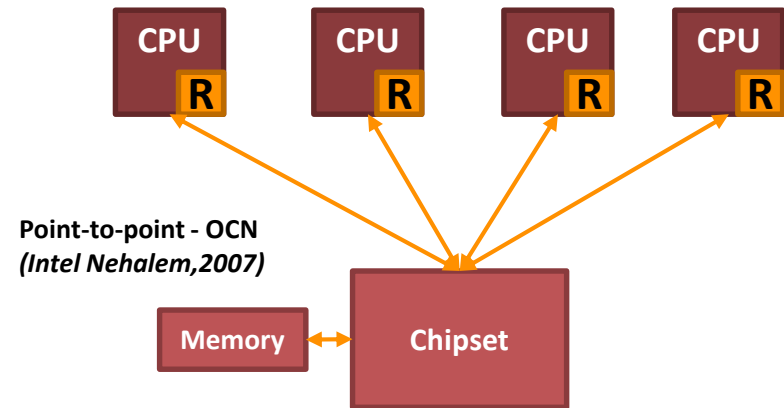 CPU CPU CPU CPU
R R R R
Point-to-point - OCN
(Intel Nehalem,2007)
Memory Chipset